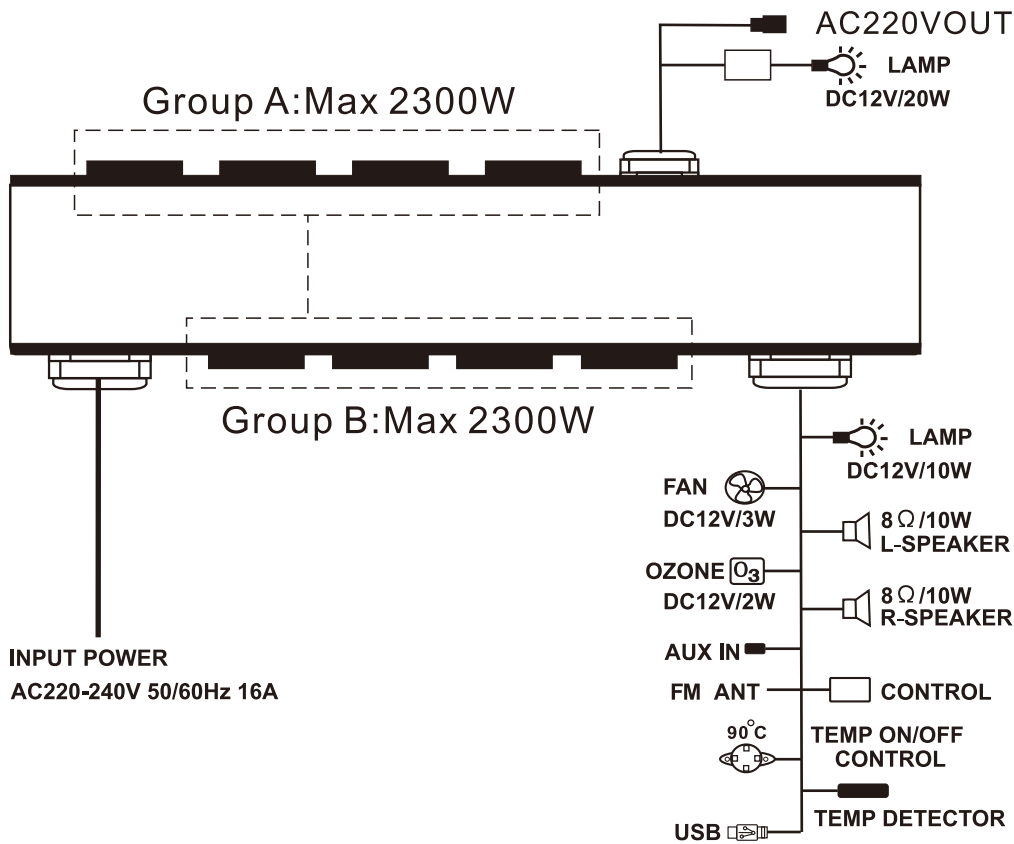 AC220VOUT
LAMP
DC12V/20W
Group A:Max 2300W
Group B:Max 2300W
LAMP
DC12V/10W
FAN
DC12V/3W
8Ω/10W
L-SPEAKER
OZONE O3
DC12V/2W
8Ω/10W
R-SPEAKER
INPUT POWER
AC220-240V 50/60Hz 16A
AUX IN
FM ANT
CONTROL
90°C
TEMP ON/OFF
CONTROL
TEMP DETECTOR
USB